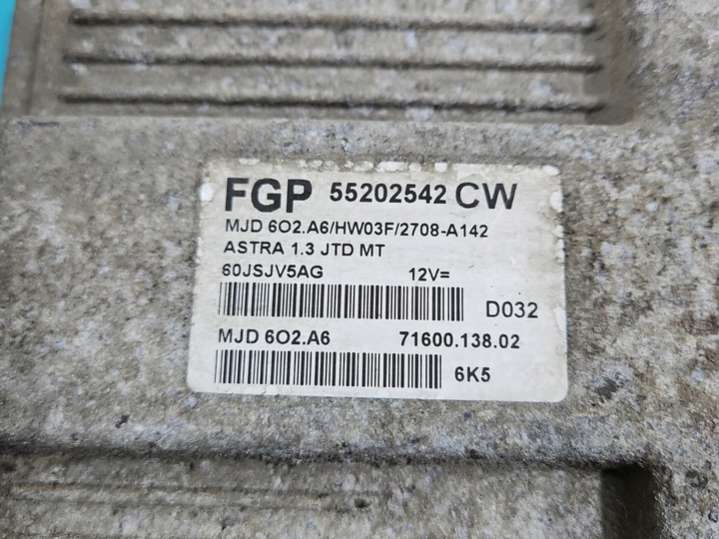 FGP 55202542 CW
MJD 6O2.A6/HW03F/2708-A142
ASTRA 1.3 JTD MT
60JSJV5AG 12V=
D032
MJD 6O2.A6 71600.138.02
6K5